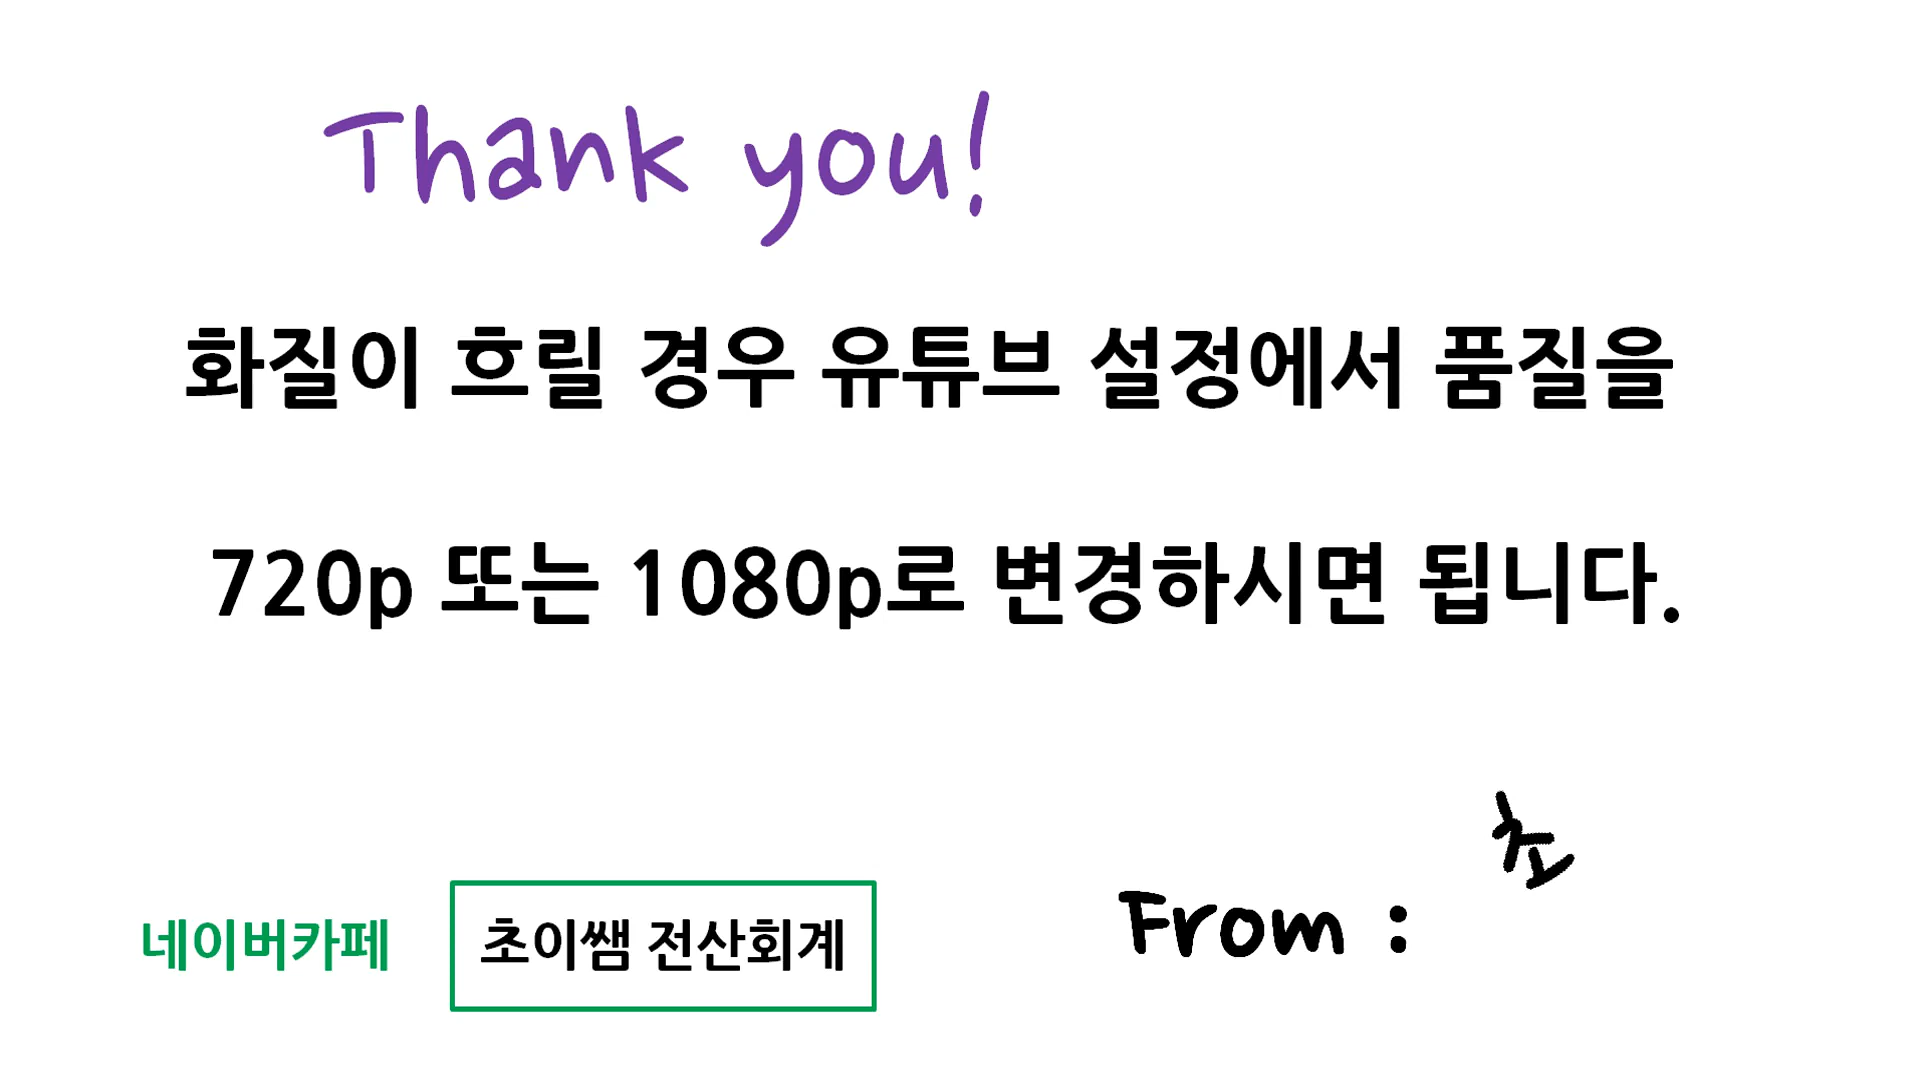 Thank you!
화질이 흐릴 경우 유튜브 설정에서 품질을
720p 또는 1080p로 변경하시면 됩니다.
초
From :
네이버카페 초이쌤 전산회계